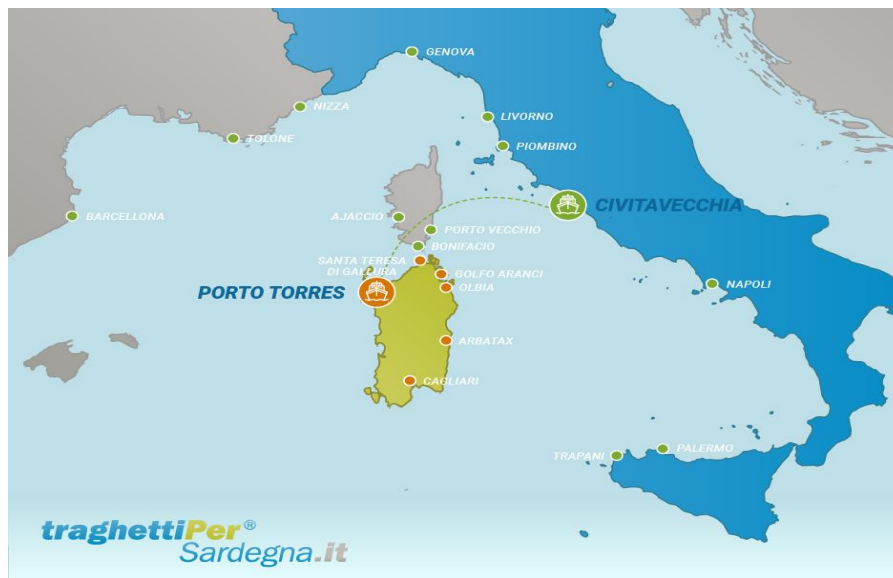 GENOVA
NIZZA
LIVORNO
TOLONE
PIOMBINO
CIVITAVECCHIA
BARCELLONA
AJACCIO
PORTO VECCHIO
BONIFACIO
SANTA TERESA
DI GALLURA
GOLFO ARANCI
OLBIA
NAPOLI
PORTO TORRES
ARBATAX
CAGLIARI
TRAPANI
PALERMO
traghettiPer®
Sardegna.it